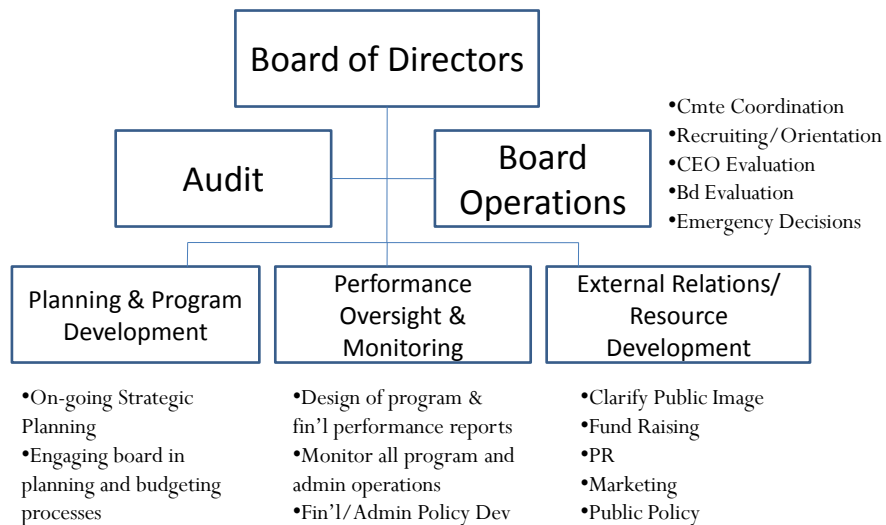 Board of Directors
Audit
Board
Operations
•Cmte Coordination
•Recruiting/Orientation
•CEO Evaluation
•Bd Evaluation
•Emergency Decisions
Planning & Program
Development
•On-going Strategic
Planning
•Engaging board in
planning and budgeting
processes
Performance
Oversight &
Monitoring
•Design of program &
fin’l performance reports
•Monitor all program and
admin operations
•Fin’l/Admin Policy Dev
External Relations/
Resource
Development
•Clarify Public Image
•Fund Raising
•PR
•Marketing
•Public Policy